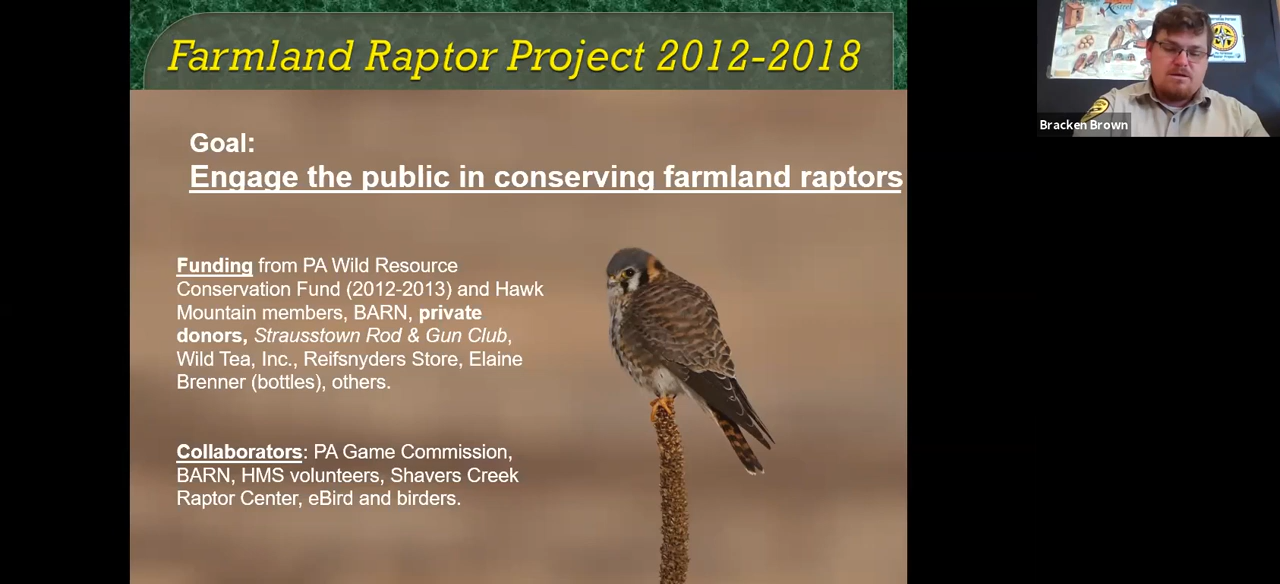 Farmland Raptor Project 2012-2018
Goal:
Engage the public in conserving farmland raptors
Funding from PA Wild Resource
Conservation Fund (2012-2013) and Hawk
Mountain members, BARN, private
donors, Strausstown Rod & Gun Club,
Wild Tea, Inc., Reifsnyders Store, Elaine
Brenner (bottles), others.
Collaborators: PA Game Commission,
BARN, HMS volunteers, Shavers Creek
Raptor Center, eBird and birders.
Kestrel
Bracken Brown